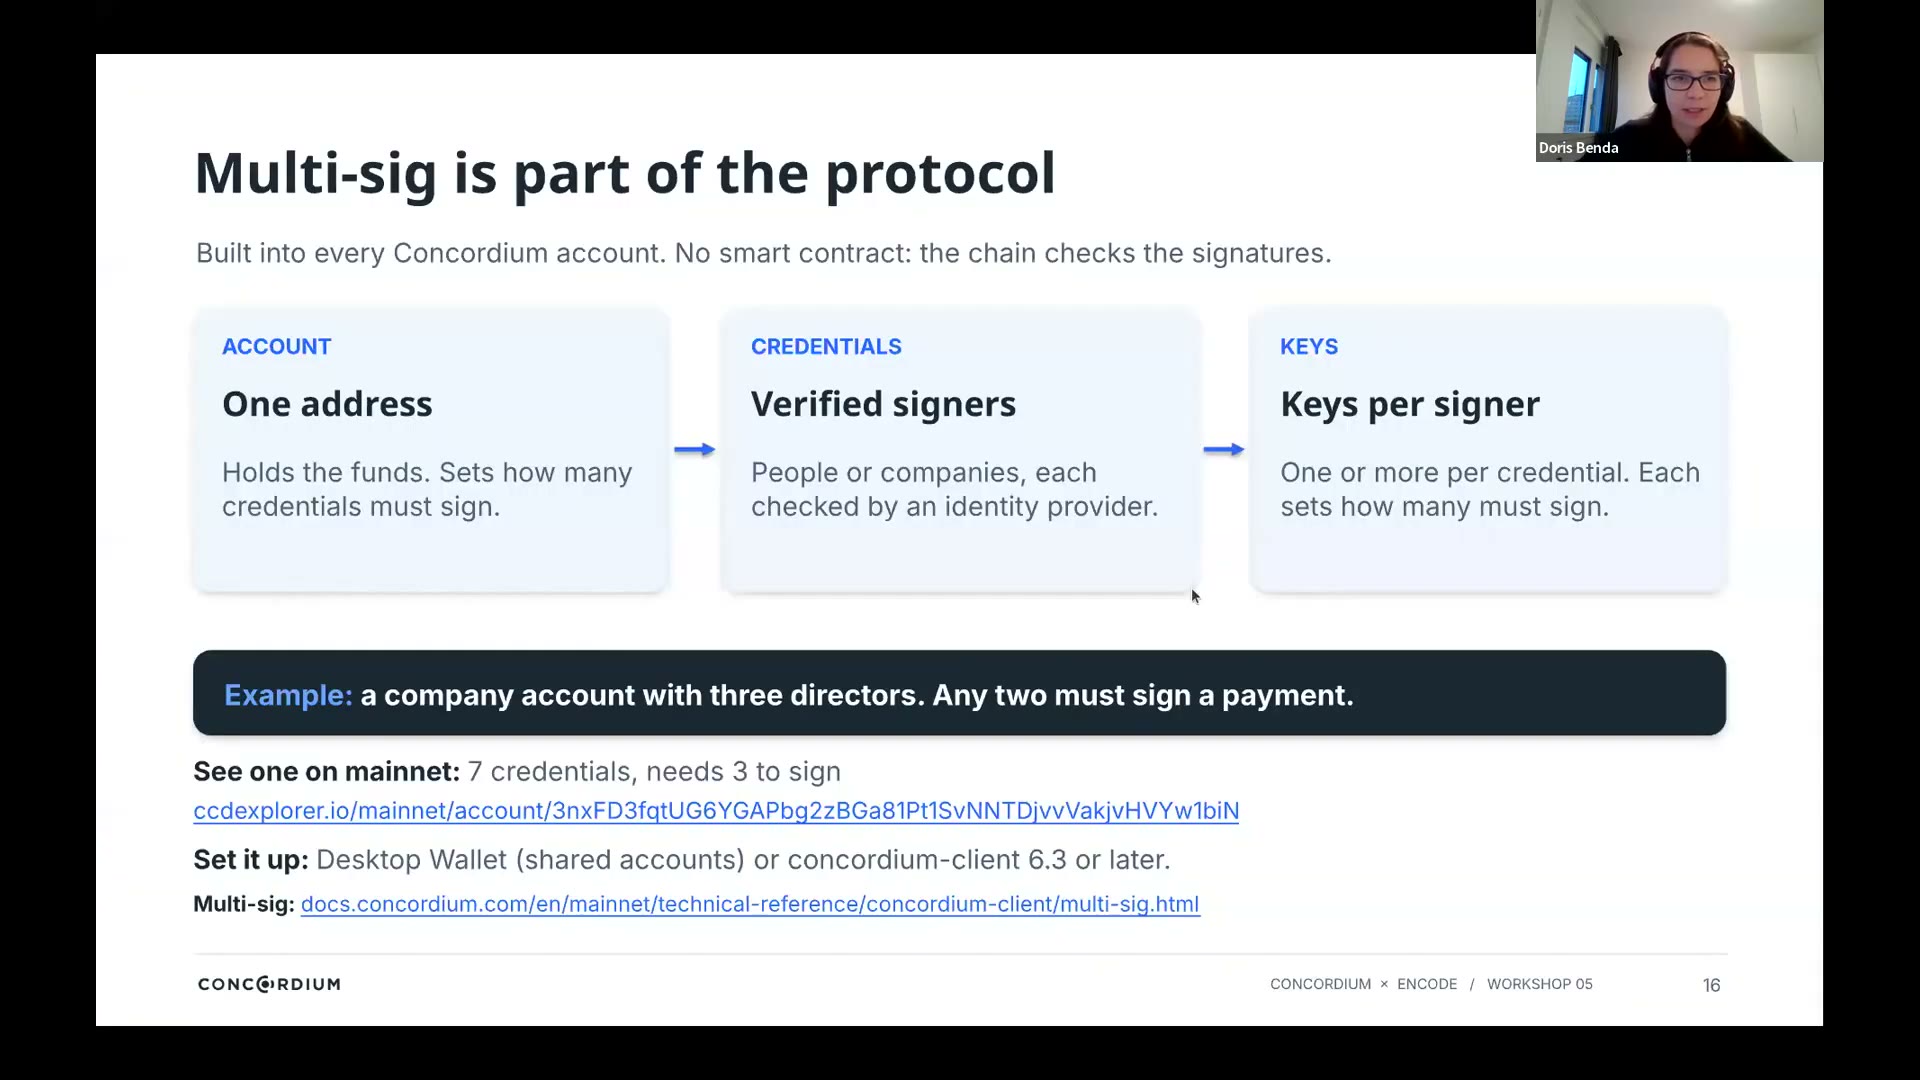 Doris Benda
Multi-sig is part of the protocol
Built into every Concordium account. No smart contract: the chain checks the signatures.
ACCOUNT
One address
Holds the funds. Sets how many
credentials must sign.
CREDENTIALS
Verified signers
People or companies, each
checked by an identity provider.
KEYS
Keys per signer
One or more per credential. Each
sets how many must sign.
Example: a company account with three directors. Any two must sign a payment.
See one on mainnet: 7 credentials, needs 3 to sign
ccdexplorer.io/mainnet/account/3nxFD3fqtUG6YGAPbg2zBGa81Pt1SvNNTDjvvVakjvHVYw1biN
Set it up: Desktop Wallet (shared accounts) or concordium-client 6.3 or later.
Multi-sig: docs.concordium.com/en/mainnet/technical-reference/concordium-client/multi-sig.html
CONCORDIUM
CONCORDIUM × ENCODE / WORKSHOP 05
16